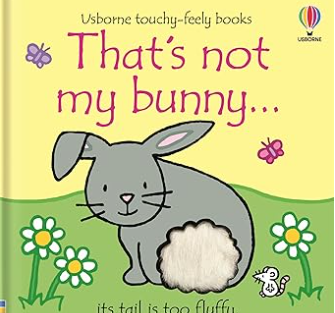 Usborne touchy-feely books
USBORNE
That's not
my bunny...
its tail is too fluffy